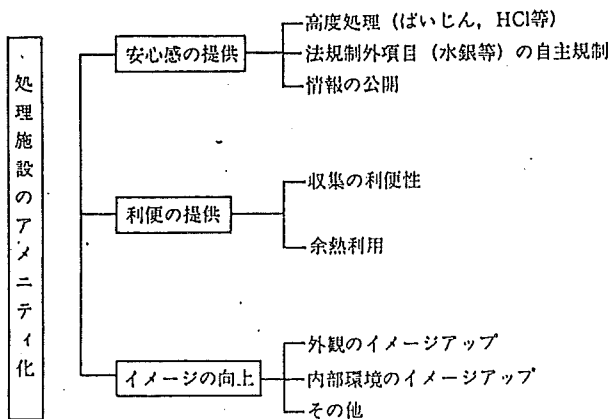 処理施設のアメニティ化
安心感の提供
高度処理（ばいじん，HCl等）
法規制外項目（水銀等）の自主規制
情報の公開
利便の提供
収集の利便性
余熱利用
イメージの向上
外観のイメージアップ
内部環境のイメージアップ
その他